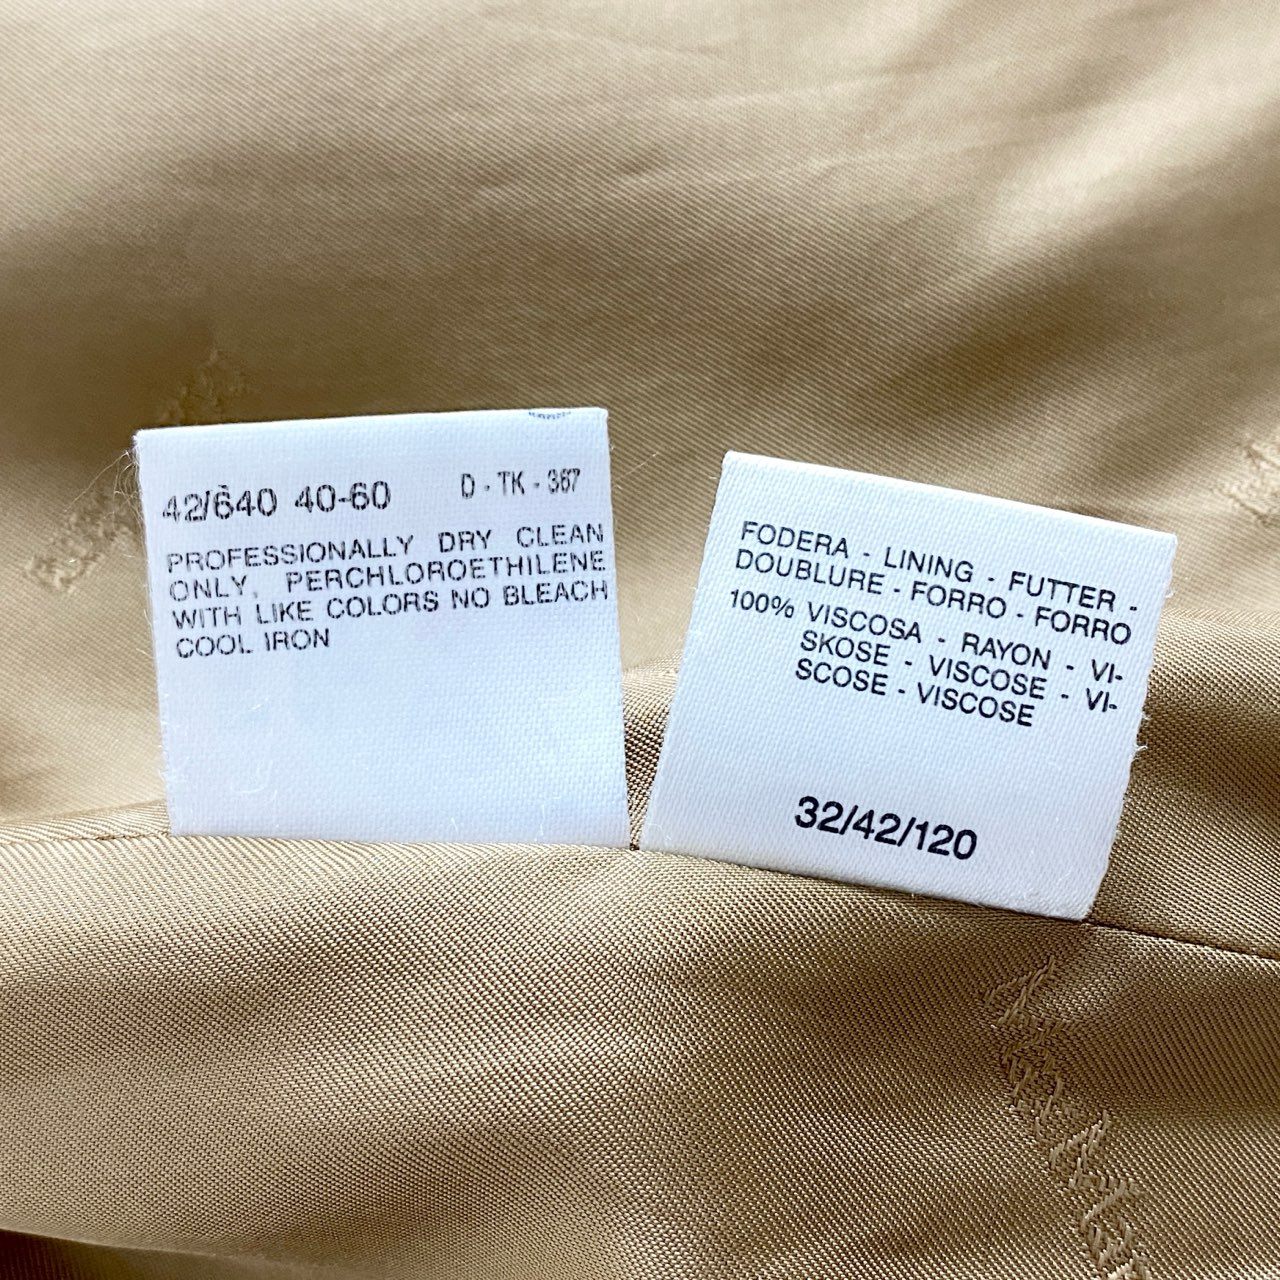 42/640 40-60 D - TK - 367
PROFESSIONALLY DRY CLEAN
ONLY, PERCHLOROETHILENE
WITH LIKE COLORS NO BLEACH
COOL IRON
FODERA - LINING - FUTTER -
DOUBLURE - FORRO - FORRO
100% VISCOSA - RAYON - VI-
SKOSE - VISCOSE - VI-
SCOSE - VISCOSE
32/42/120